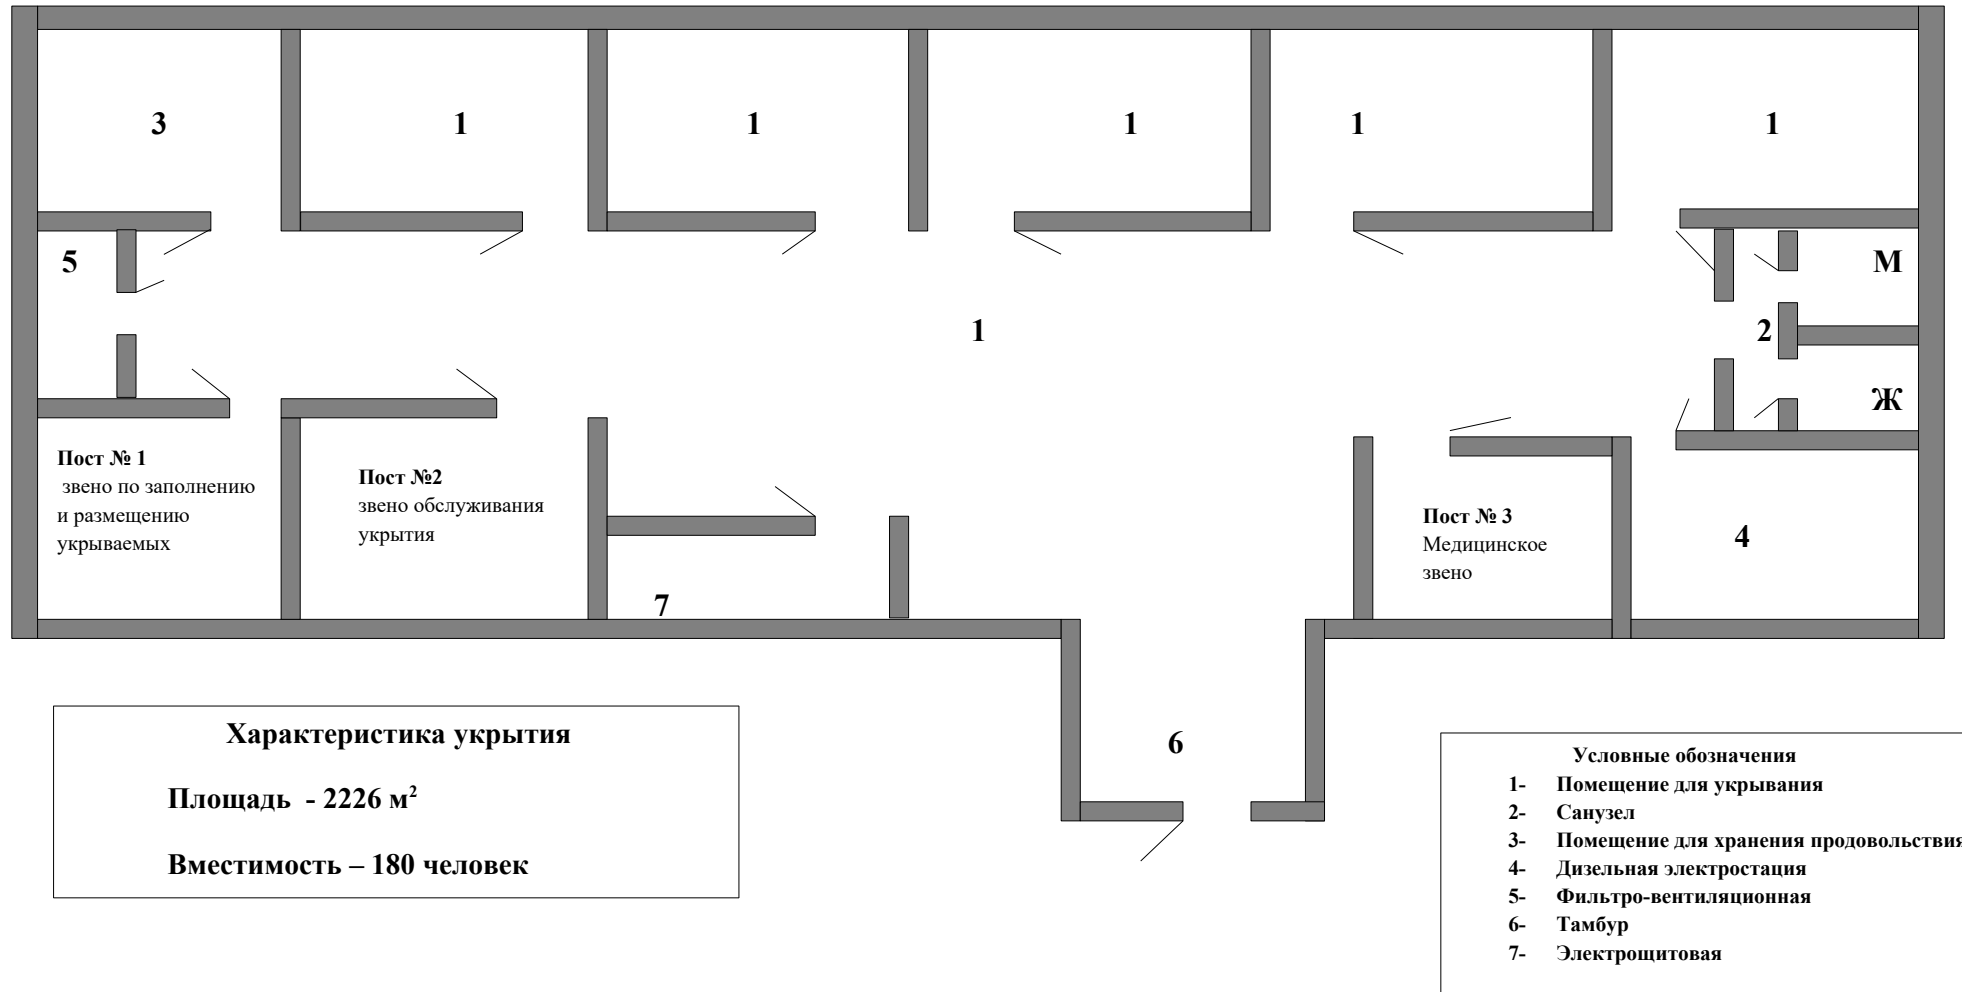 3
1
1
1
1
1
5
М
1
2
Ж
Пост № 1
звено по заполнению
и размещению
укрываемых
Пост №2
звено обслуживания
укрытия
Пост № 3
Медицинское
звено
4
7
6
Характеристика укрытия
Площадь - 2226 м²
Вместимость – 180 человек
Условные обозначения
1- Помещение для укрывания
2- Санузел
3- Помещение для хранения продовольствия
4- Дизельная электростация
5- Фильтро-вентиляционная
6- Тамбур
7- Электрощитовая